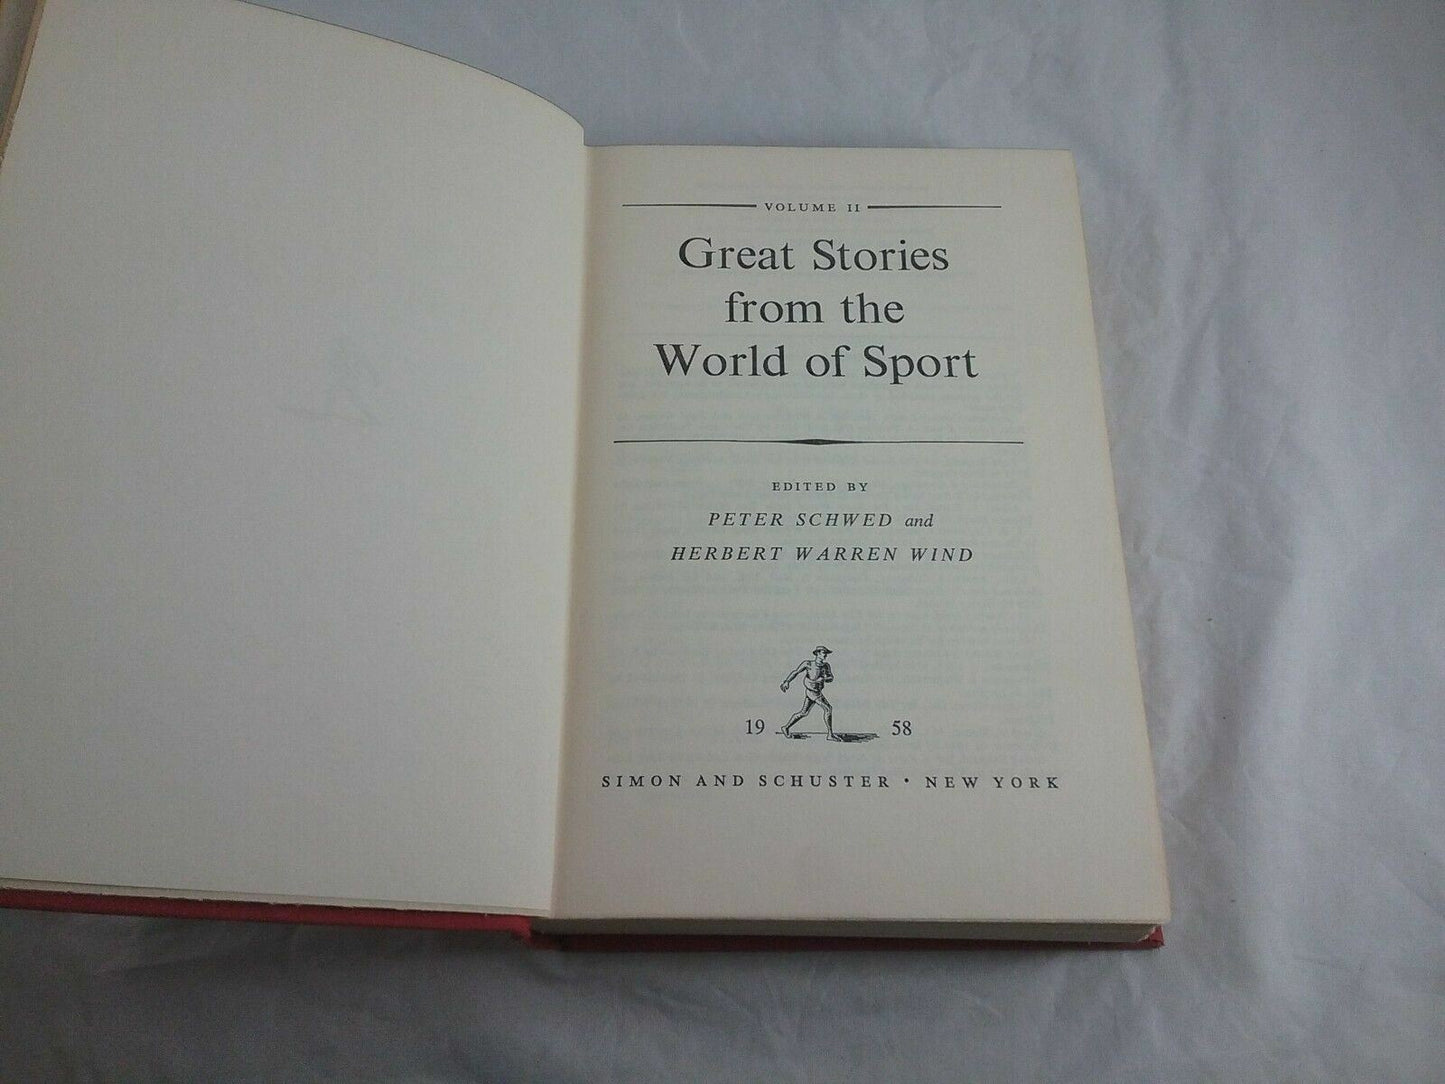 VOLUME II
Great Stories
from the
World of Sport
EDITED BY
PETER SCHWED and
HERBERT WARREN WIND
19 58
SIMON AND SCHUSTER • NEW YORK